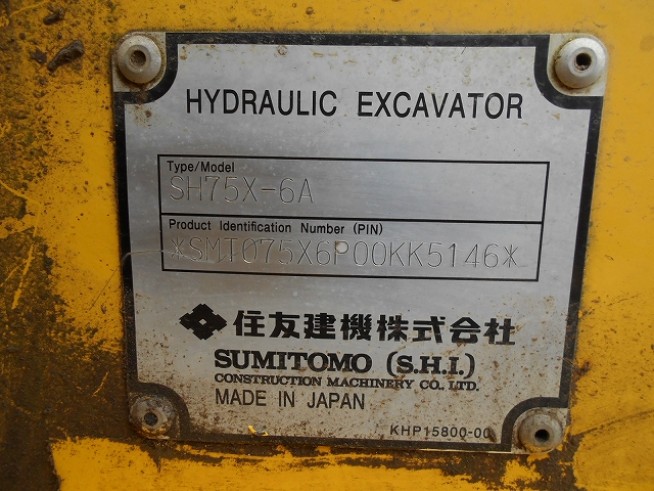 HYDRAULIC EXCAVATOR
Type/Model
SH75X-6A
Product Identification Number (PIN)
*SMT075X6P00KK5146*
住友建機株式会社
SUMITOMO (S.H.I.)
CONSTRUCTION MACHINERY CO., LTD.
MADE IN JAPAN
KHP15800-00